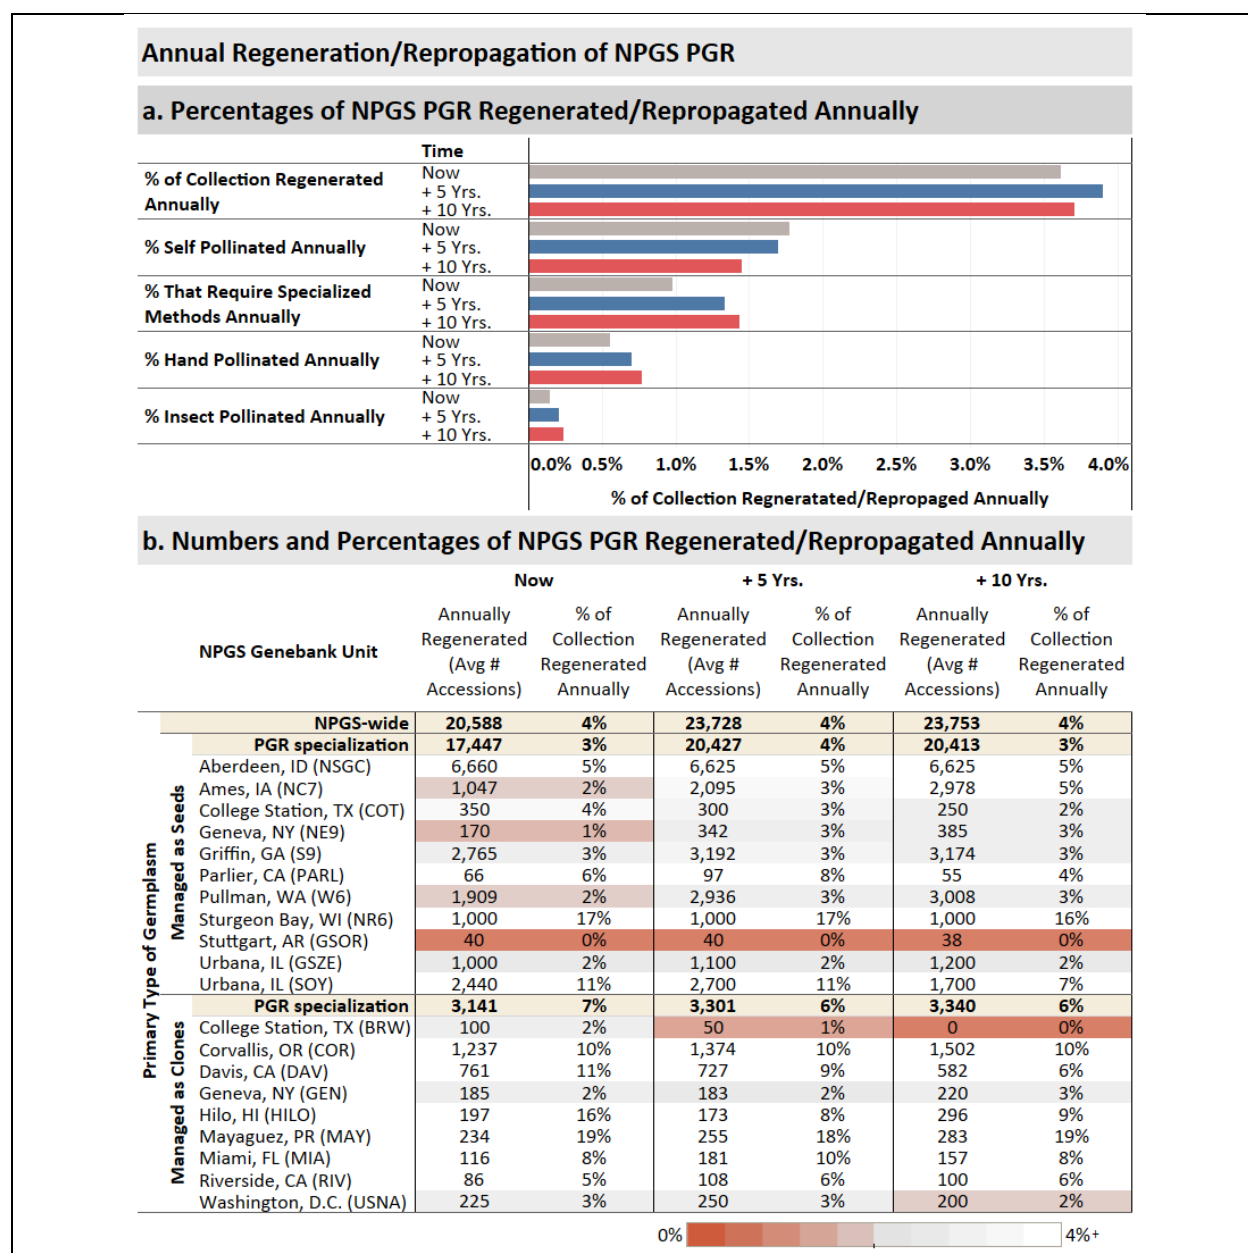 Annual Regeneration/Repropagation of NPGS PGR
a. Percentages of NPGS PGR Regenerated/Repropagated Annually
Time
% of Collection Regenerated Annually
Now
+ 5 Yrs.
+ 10 Yrs.
% Self Pollinated Annually
Now
+ 5 Yrs.
+ 10 Yrs.
% That Require Specialized Methods Annually
Now
+ 5 Yrs.
+ 10 Yrs.
% Hand Pollinated Annually
Now
+ 5 Yrs.
+ 10 Yrs.
% Insect Pollinated Annually
Now
+ 5 Yrs.
+ 10 Yrs.
0.0% 0.5% 1.0% 1.5% 2.0% 2.5% 3.0% 3.5% 4.0%
% of Collection Regneratated/Repropaged Annually
b. Numbers and Percentages of NPGS PGR Regenerated/Repropagated Annually
Now + 5 Yrs. + 10 Yrs.
Annually % of Annually % of Annually % of
Regenerated Collection Regenerated Collection Regenerated Collection
NPGS Genebank Unit
(Avg # Regenerated (Avg # Regenerated (Avg # Regenerated
Accessions) Annually Accessions) Annually Accessions) Annually
Primary Type of Germplasm
NPGS-wide 20,588 4% 23,728 4% 23,753 4%
Managed as Seeds
PGR specialization 17,447 3% 20,427 4% 20,413 3%
Aberdeen, ID (NSGC) 6,660 5% 6,625 5% 6,625 5%
Ames, IA (NC7) 1,047 2% 2,095 3% 2,978 5%
College Station, TX (COT) 350 4% 300 3% 250 2%
Geneva, NY (NE9) 170 1% 342 3% 385 3%
Griffin, GA (S9) 2,765 3% 3,192 3% 3,174 3%
Parlier, CA (PARL) 66 6% 97 8% 55 4%
Pullman, WA (W6) 1,909 2% 2,936 3% 3,008 3%
Sturgeon Bay, WI (NR6) 1,000 17% 1,000 17% 1,000 16%
Stuttgart, AR (GSOR) 40 0% 40 0% 38 0%
Urbana, IL (GSZE) 1,000 2% 1,100 2% 1,200 2%
Urbana, IL (SOY) 2,440 11% 2,700 11% 1,700 7%
Managed as Clones
PGR specialization 3,141 7% 3,301 6% 3,340 6%
College Station, TX (BRW) 100 2% 50 1% 0 0%
Corvallis, OR (COR) 1,237 10% 1,374 10% 1,502 10%
Davis, CA (DAV) 761 11% 727 9% 582 6%
Geneva, NY (GEN) 185 2% 183 2% 220 3%
Hilo, HI (HILO) 197 16% 173 8% 296 9%
Mayaguez, PR (MAY) 234 19% 255 18% 283 19%
Miami, FL (MIA) 116 8% 181 10% 157 8%
Riverside, CA (RIV) 86 5% 108 6% 100 6%
Washington, D.C. (USNA) 225 3% 250 3% 200 2%
0% 4%+